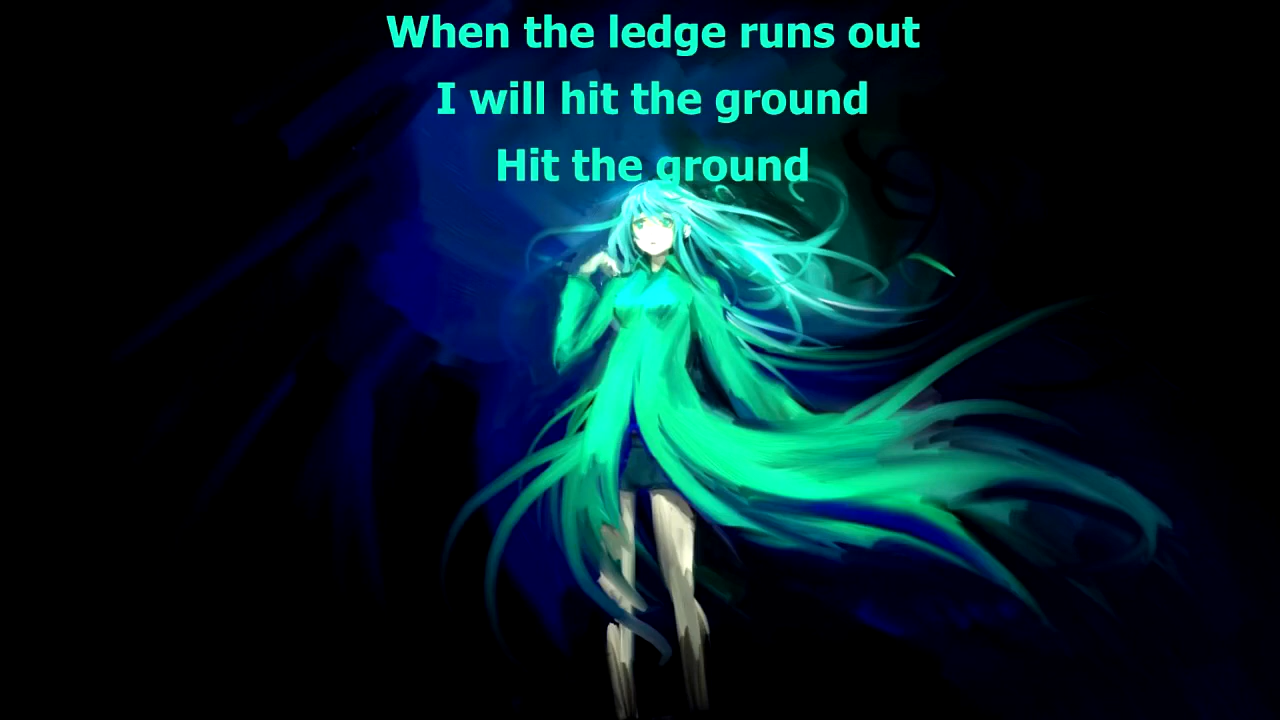 When the ledge runs out
I will hit the ground
Hit the ground